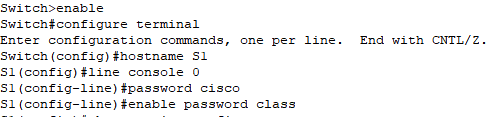 Switch>enable
Switch#configure terminal
Enter configuration commands, one per line.  End with CNTL/Z.
Switch(config)#hostname S1
S1(config)#line console 0
S1(config-line)#password cisco
S1(config-line)#enable password class